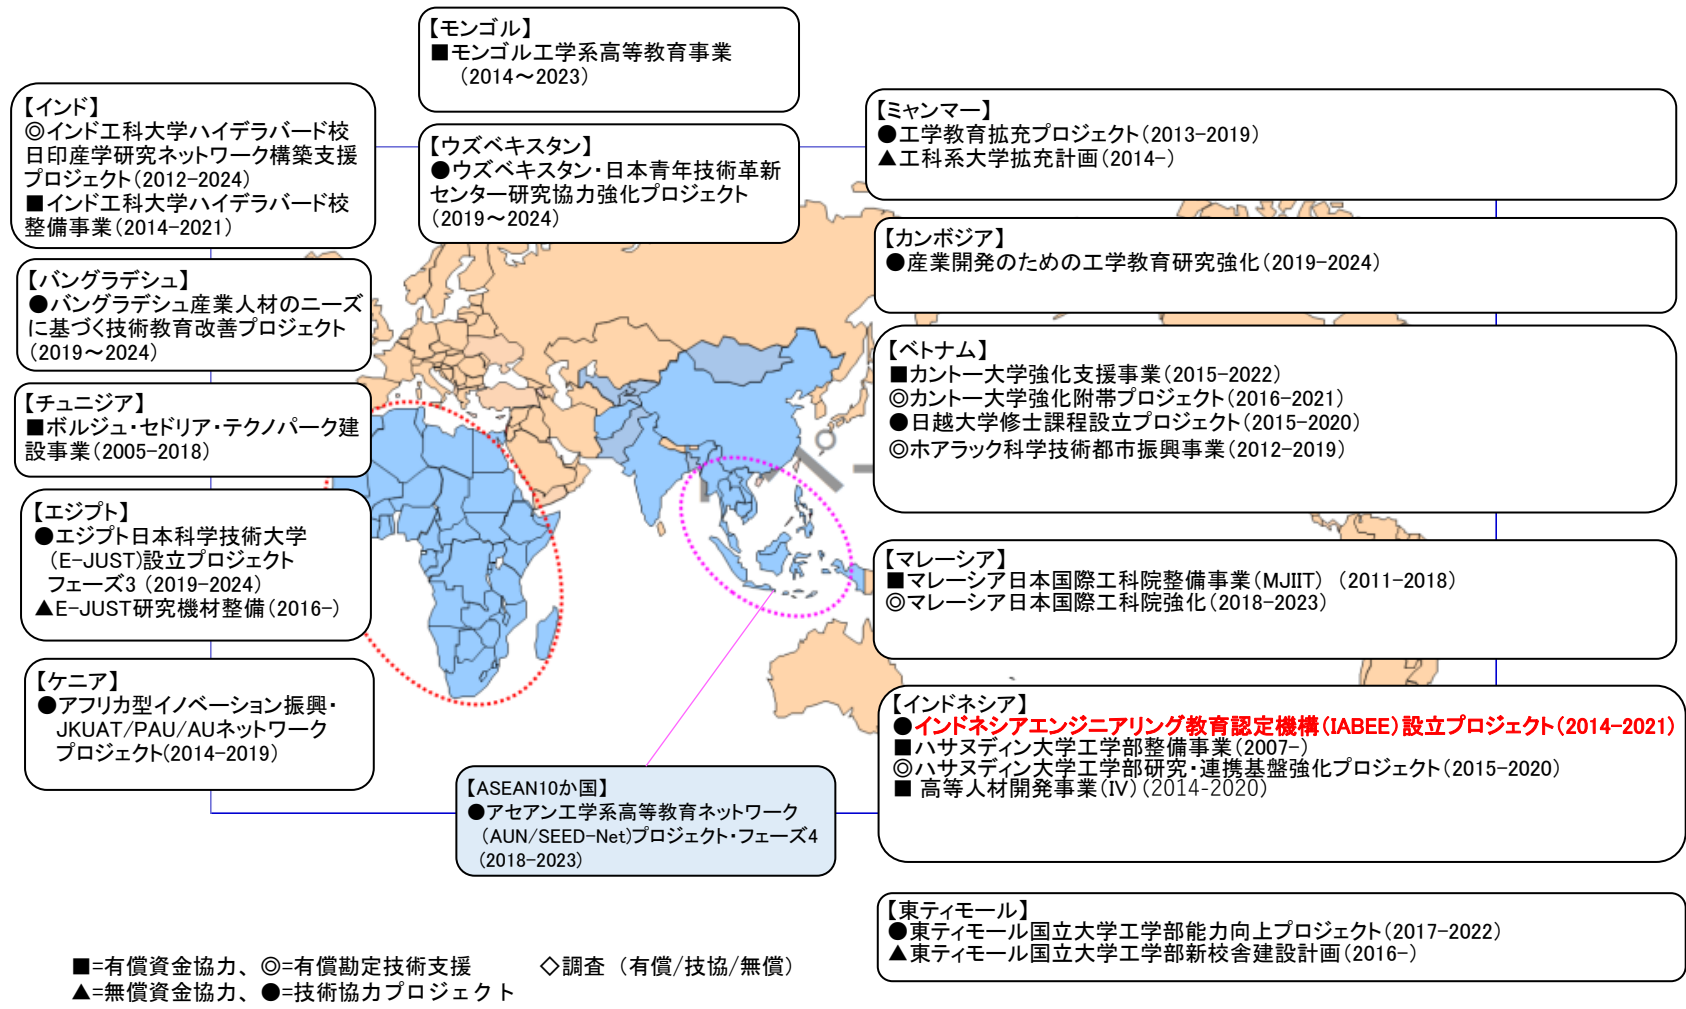 【モンゴル】
■モンゴル工学系高等教育事業
(2014～2023)
【インド】
◎インド工科大学ハイデラバード校
日印産学研究ネットワーク構築支援
プロジェクト(2012-2024)
■インド工科大学ハイデラバード校
整備事業(2014-2021)
【ウズベキスタン】
●ウズベキスタン・日本青年技術革新
センター研究協力強化プロジェクト
(2019～2024)
【ミャンマー】
●工学教育拡充プロジェクト(2013-2019)
▲工科系大学拡充計画(2014-)
【カンボジア】
●産業開発のための工学教育研究強化(2019-2024)
【バングラデシュ】
●バングラデシュ産業人材のニーズ
に基づく技術教育改善プロジェクト
(2019～2024)
【ベトナム】
■カントー大学強化支援事業(2015-2022)
◎カントー大学強化附帯プロジェクト(2016-2021)
●日越大学修士課程設立プロジェクト(2015-2020)
◎ホアラック科学技術都市振興事業(2012-2019)
【チュニジア】
■ボルジュ・セドリア・テクノパーク建
設事業(2005-2018)
【エジプト】
●エジプト日本科学技術大学
(E-JUST)設立プロジェクト
フェーズ3 (2019-2024)
▲E-JUST研究機材整備(2016-)
【マレーシア】
■マレーシア日本国際工科院整備事業(MJIIT) (2011-2018)
◎マレーシア日本国際工科院強化(2018-2023)
【ケニア】
●アフリカ型イノベーション振興・
JKUAT/PAU/AUネットワーク
プロジェクト(2014-2019)
【インドネシア】
●インドネシアエンジニアリング教育認定機構(IABEE)設立プロジェクト(2014-2021)
■ハサヌディン大学工学部整備事業(2007-)
◎ハサヌディン大学工学部研究・連携基盤強化プロジェクト(2015-2020)
■ 高等人材開発事業(Ⅳ)(2014-2020)
【ASEAN10か国】
●アセアン工学系高等教育ネットワーク
(AUN/SEED-Net)プロジェクト・フェーズ4
(2018-2023)
【東ティモール】
●東ティモール国立大学工学部能力向上プロジェクト(2017-2022)
▲東ティモール国立大学工学部新校舎建設計画(2016-)
■=有償資金協力、◎=有償勘定技術支援 ◇調査 (有償/技協/無償)
▲=無償資金協力、●=技術協力プロジェクト